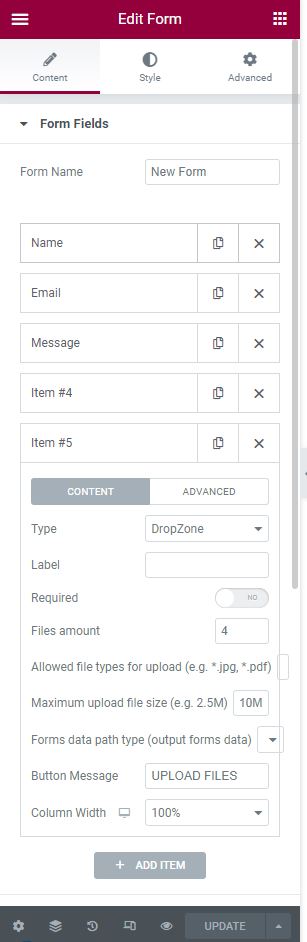 Edit Form
Content Style Advanced
Form Fields
Form Name New Form
Name
Email
Message
Item #4
Item #5
CONTENT ADVANCED
Type DropZone
Label
Required NO
Files amount 4
Allowed file types for upload (e.g. *.jpg, *.pdf)
Maximum upload file size (e.g. 2.5M) 10M
Forms data path type (output forms data)
Button Message UPLOAD FILES
Column Width 100%
+ ADD ITEM
UPDATE